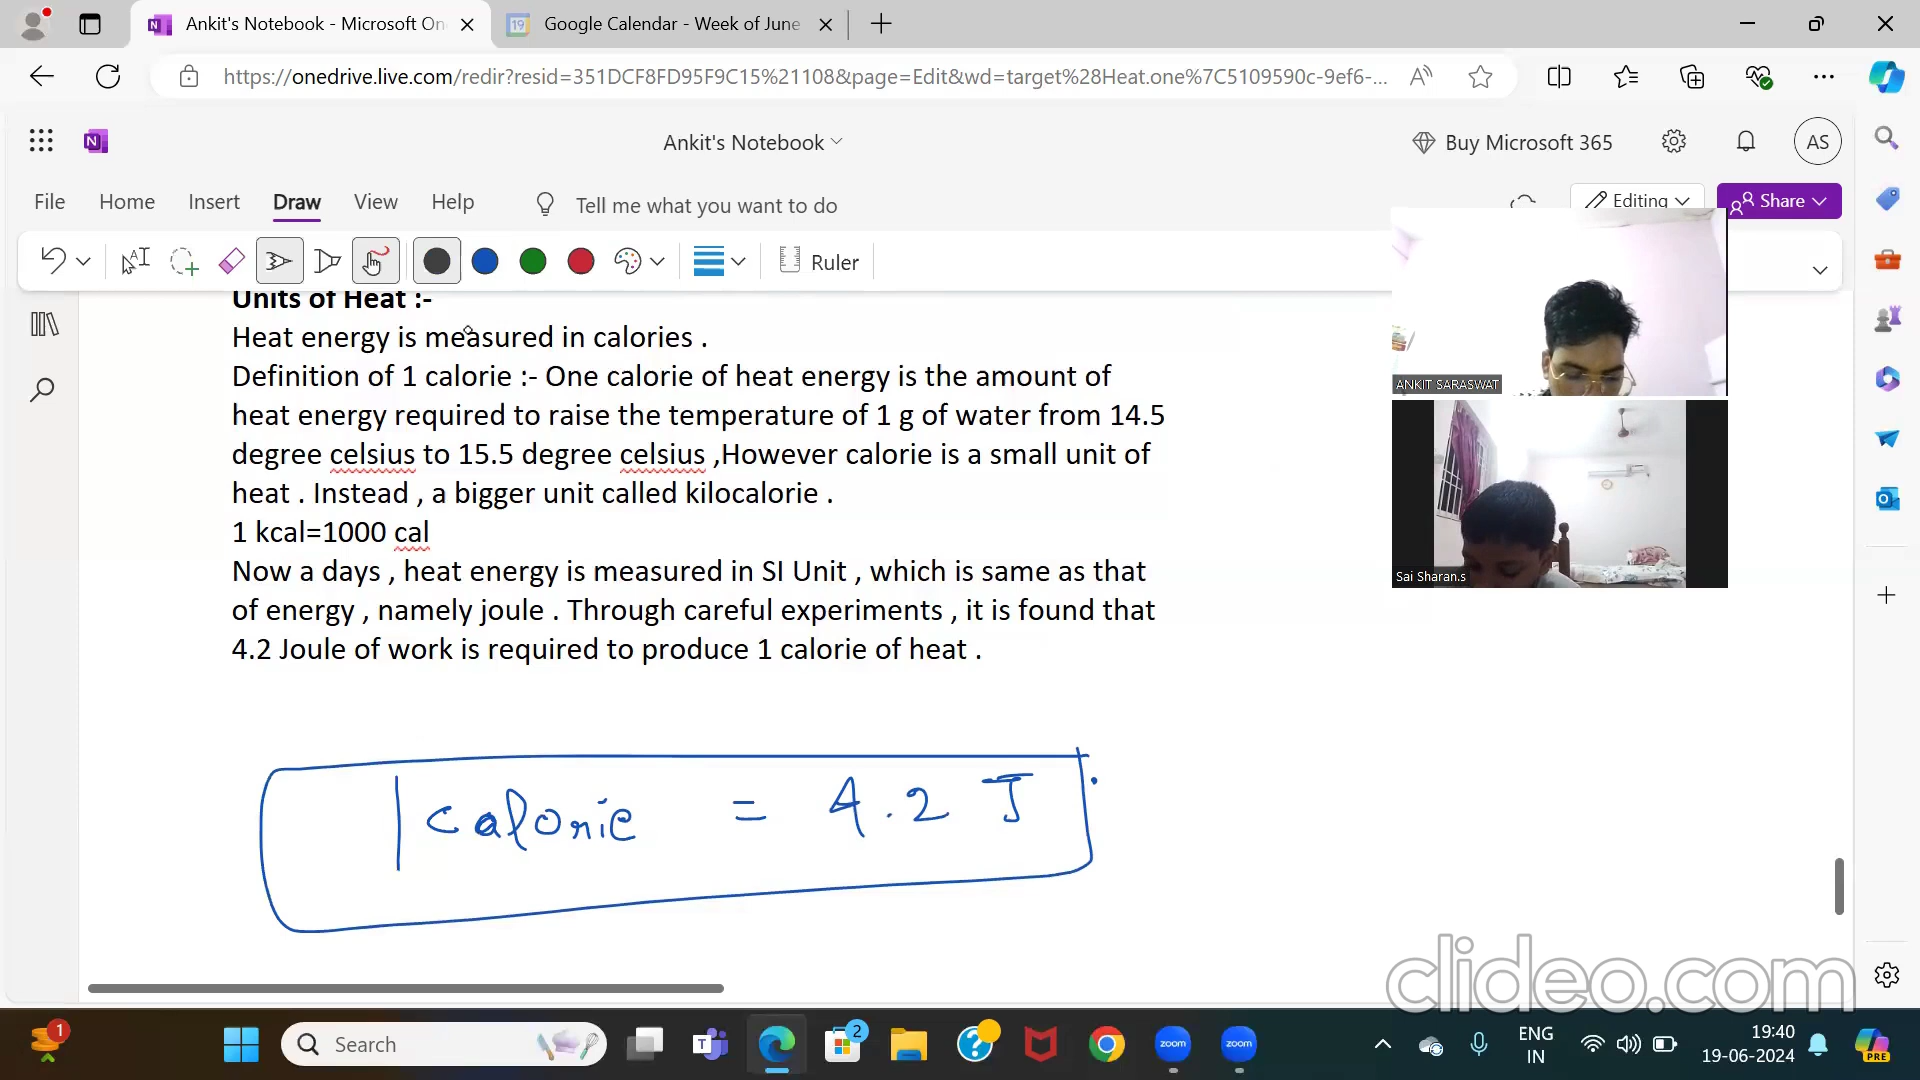 Ankit's Notebook - Microsoft On
Google Calendar - Week of June
https://onedrive.live.com/redir?resid=351DCF8FD95F9C15%21108&page=Edit&wd=target%28Heat.one%7C5109590c-9ef6-...
Ankit's Notebook
Buy Microsoft 365
AS
File Home Insert Draw View Help Tell me what you want to do
Editing Share
Ruler
Units of Heat :-
Heat energy is measured in calories .
Definition of 1 calorie :- One calorie of heat energy is the amount of
heat energy required to raise the temperature of 1 g of water from 14.5
degree celsius to 15.5 degree celsius ,However calorie is a small unit of
heat . Instead , a bigger unit called kilocalorie .
1 kcal=1000 cal
Now a days , heat energy is measured in SI Unit , which is same as that
of energy , namely joule . Through careful experiments , it is found that
4.2 Joule of work is required to produce 1 calorie of heat .
1 calorie = 4.2 J
ANKIT SARASWAT
Sai Sharan.s
clideo.com
1
Search
2
zoom
zoom
ENG
IN
19:40
19-06-2024
PRE